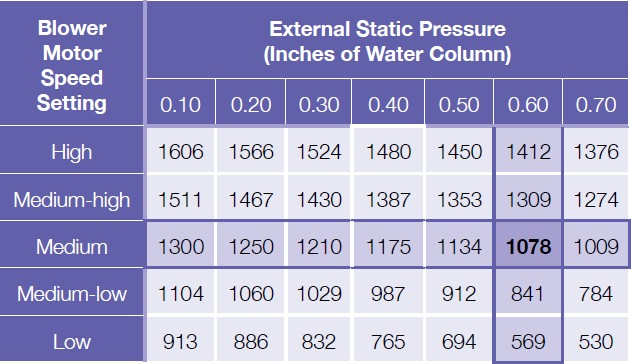 Blower
Motor
Speed
Setting
External Static Pressure
(Inches of Water Column)
0.10 0.20 0.30 0.40 0.50 0.60 0.70
High 1606 1566 1524 1480 1450 1412 1376
Medium-high 1511 1467 1430 1387 1353 1309 1274
Medium 1300 1250 1210 1175 1134 1078 1009
Medium-low 1104 1060 1029 987 912 841 784
Low 913 886 832 765 694 569 530